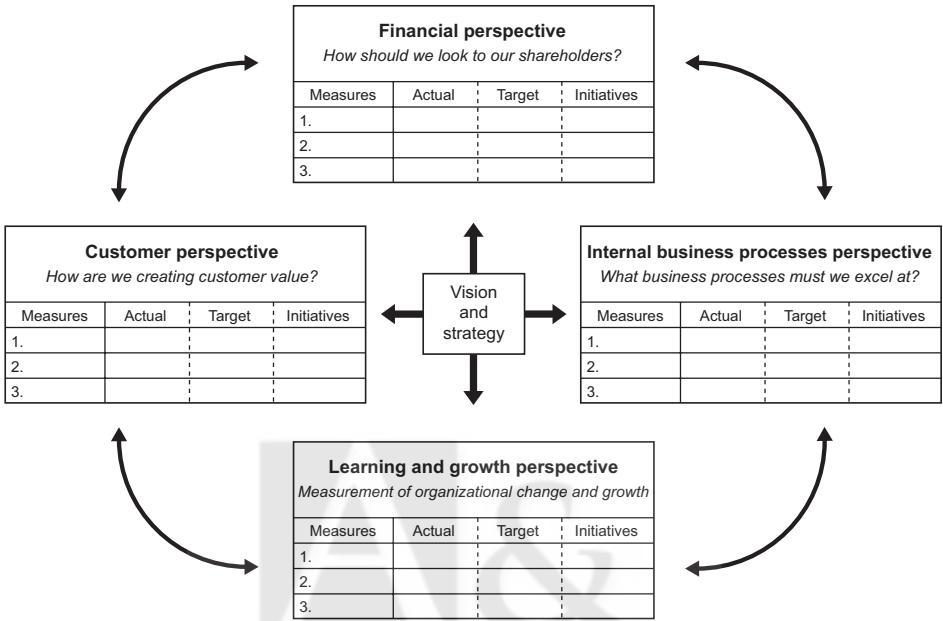 Financial perspective
How should we look to our shareholders?
Measures Actual Target Initiatives
1.
2.
3.
Customer perspective
How are we creating customer value?
Measures Actual Target Initiatives
1.
2.
3.
Vision
and
strategy
Internal business processes perspective
What business processes must we excel at?
Measures Actual Target Initiatives
1.
2.
3.
Learning and growth perspective
Measurement of organizational change and growth
Measures Actual Target Initiatives
1.
2.
3.
A&